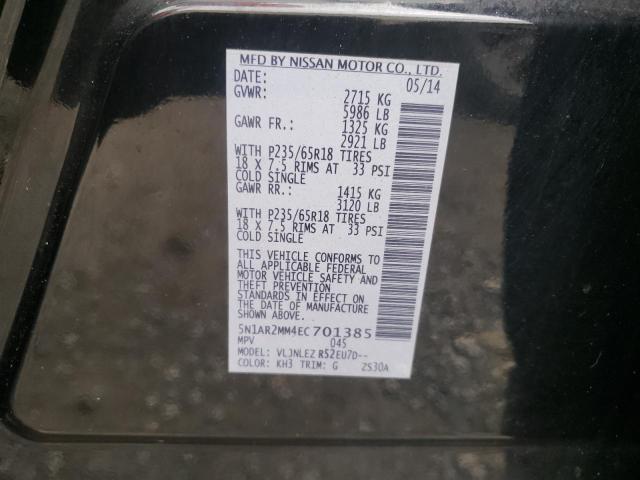 MFD BY NISSAN MOTOR CO., LTD.
DATE: 05/14
GVWR: 2715 KG
5986 LB
GAWR FR.: 1325 KG
2921 LB
WITH P235/65R18 TIRES
18 X 7.5 RIMS AT 33 PSI
COLD SINGLE
GAWR RR.: 1415 KG
3120 LB
WITH P235/65R18 TIRES
18 X 7.5 RIMS AT 33 PSI
COLD SINGLE
THIS VEHICLE CONFORMS TO
ALL APPLICABLE FEDERAL
MOTOR VEHICLE SAFETY AND
THEFT PREVENTION
STANDARDS IN EFFECT ON
THE DATE OF MANUFACTURE
SHOWN ABOVE.
5N1AR2MM4EC701385
MPV 045
MODEL: VLJNLEZ R52EU7D--
COLOR: KH3 TRIM: G 2S30A